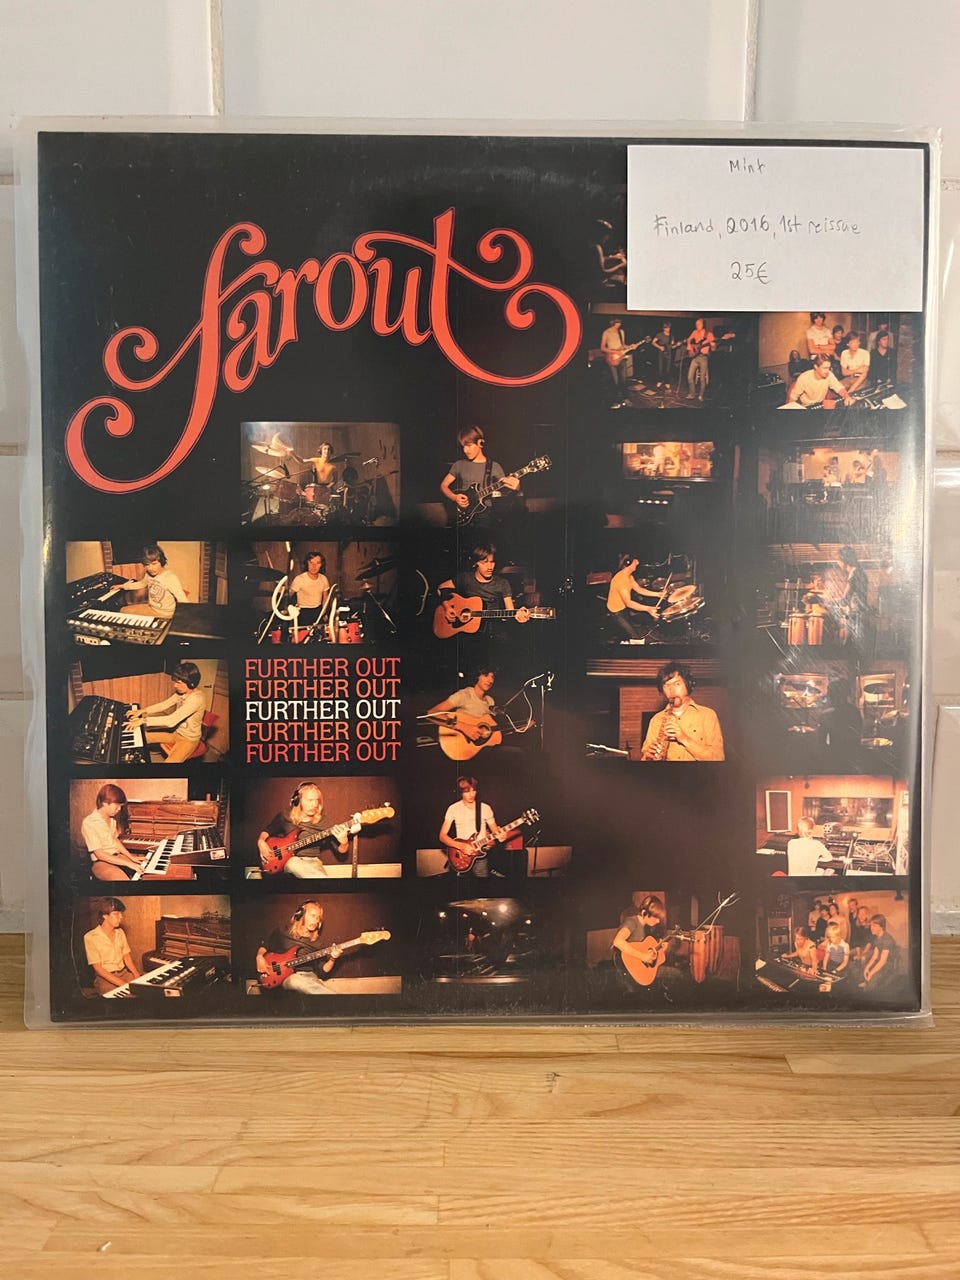 Mint
Finland, 2016, 1st reissue
25€
Farout
FURTHER OUT
FURTHER OUT
FURTHER OUT
FURTHER OUT
FURTHER OUT